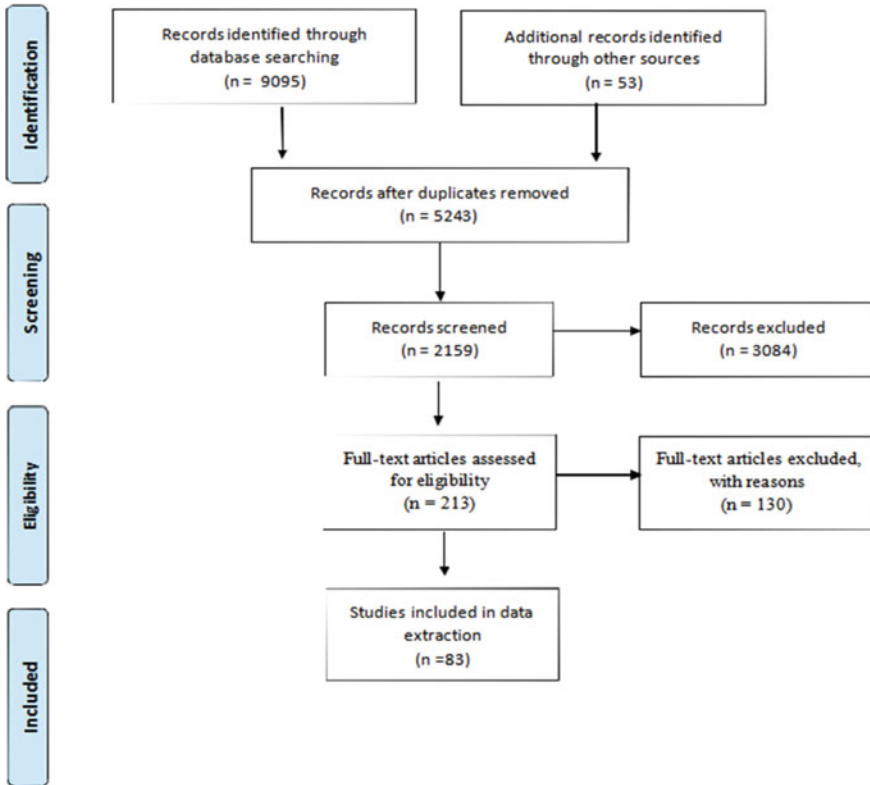 Identification
Records identified through
database searching
(n = 9095)
Additional records identified
through other sources
(n = 53)
Records after duplicates removed
(n = 5243)
Screening
Records screened
(n = 2159)
Records excluded
(n = 3084)
Eligibility
Full-text articles assessed
for eligibility
(n = 213)
Full-text articles excluded,
with reasons
(n = 130)
Included
Studies included in data
extraction
(n =83)